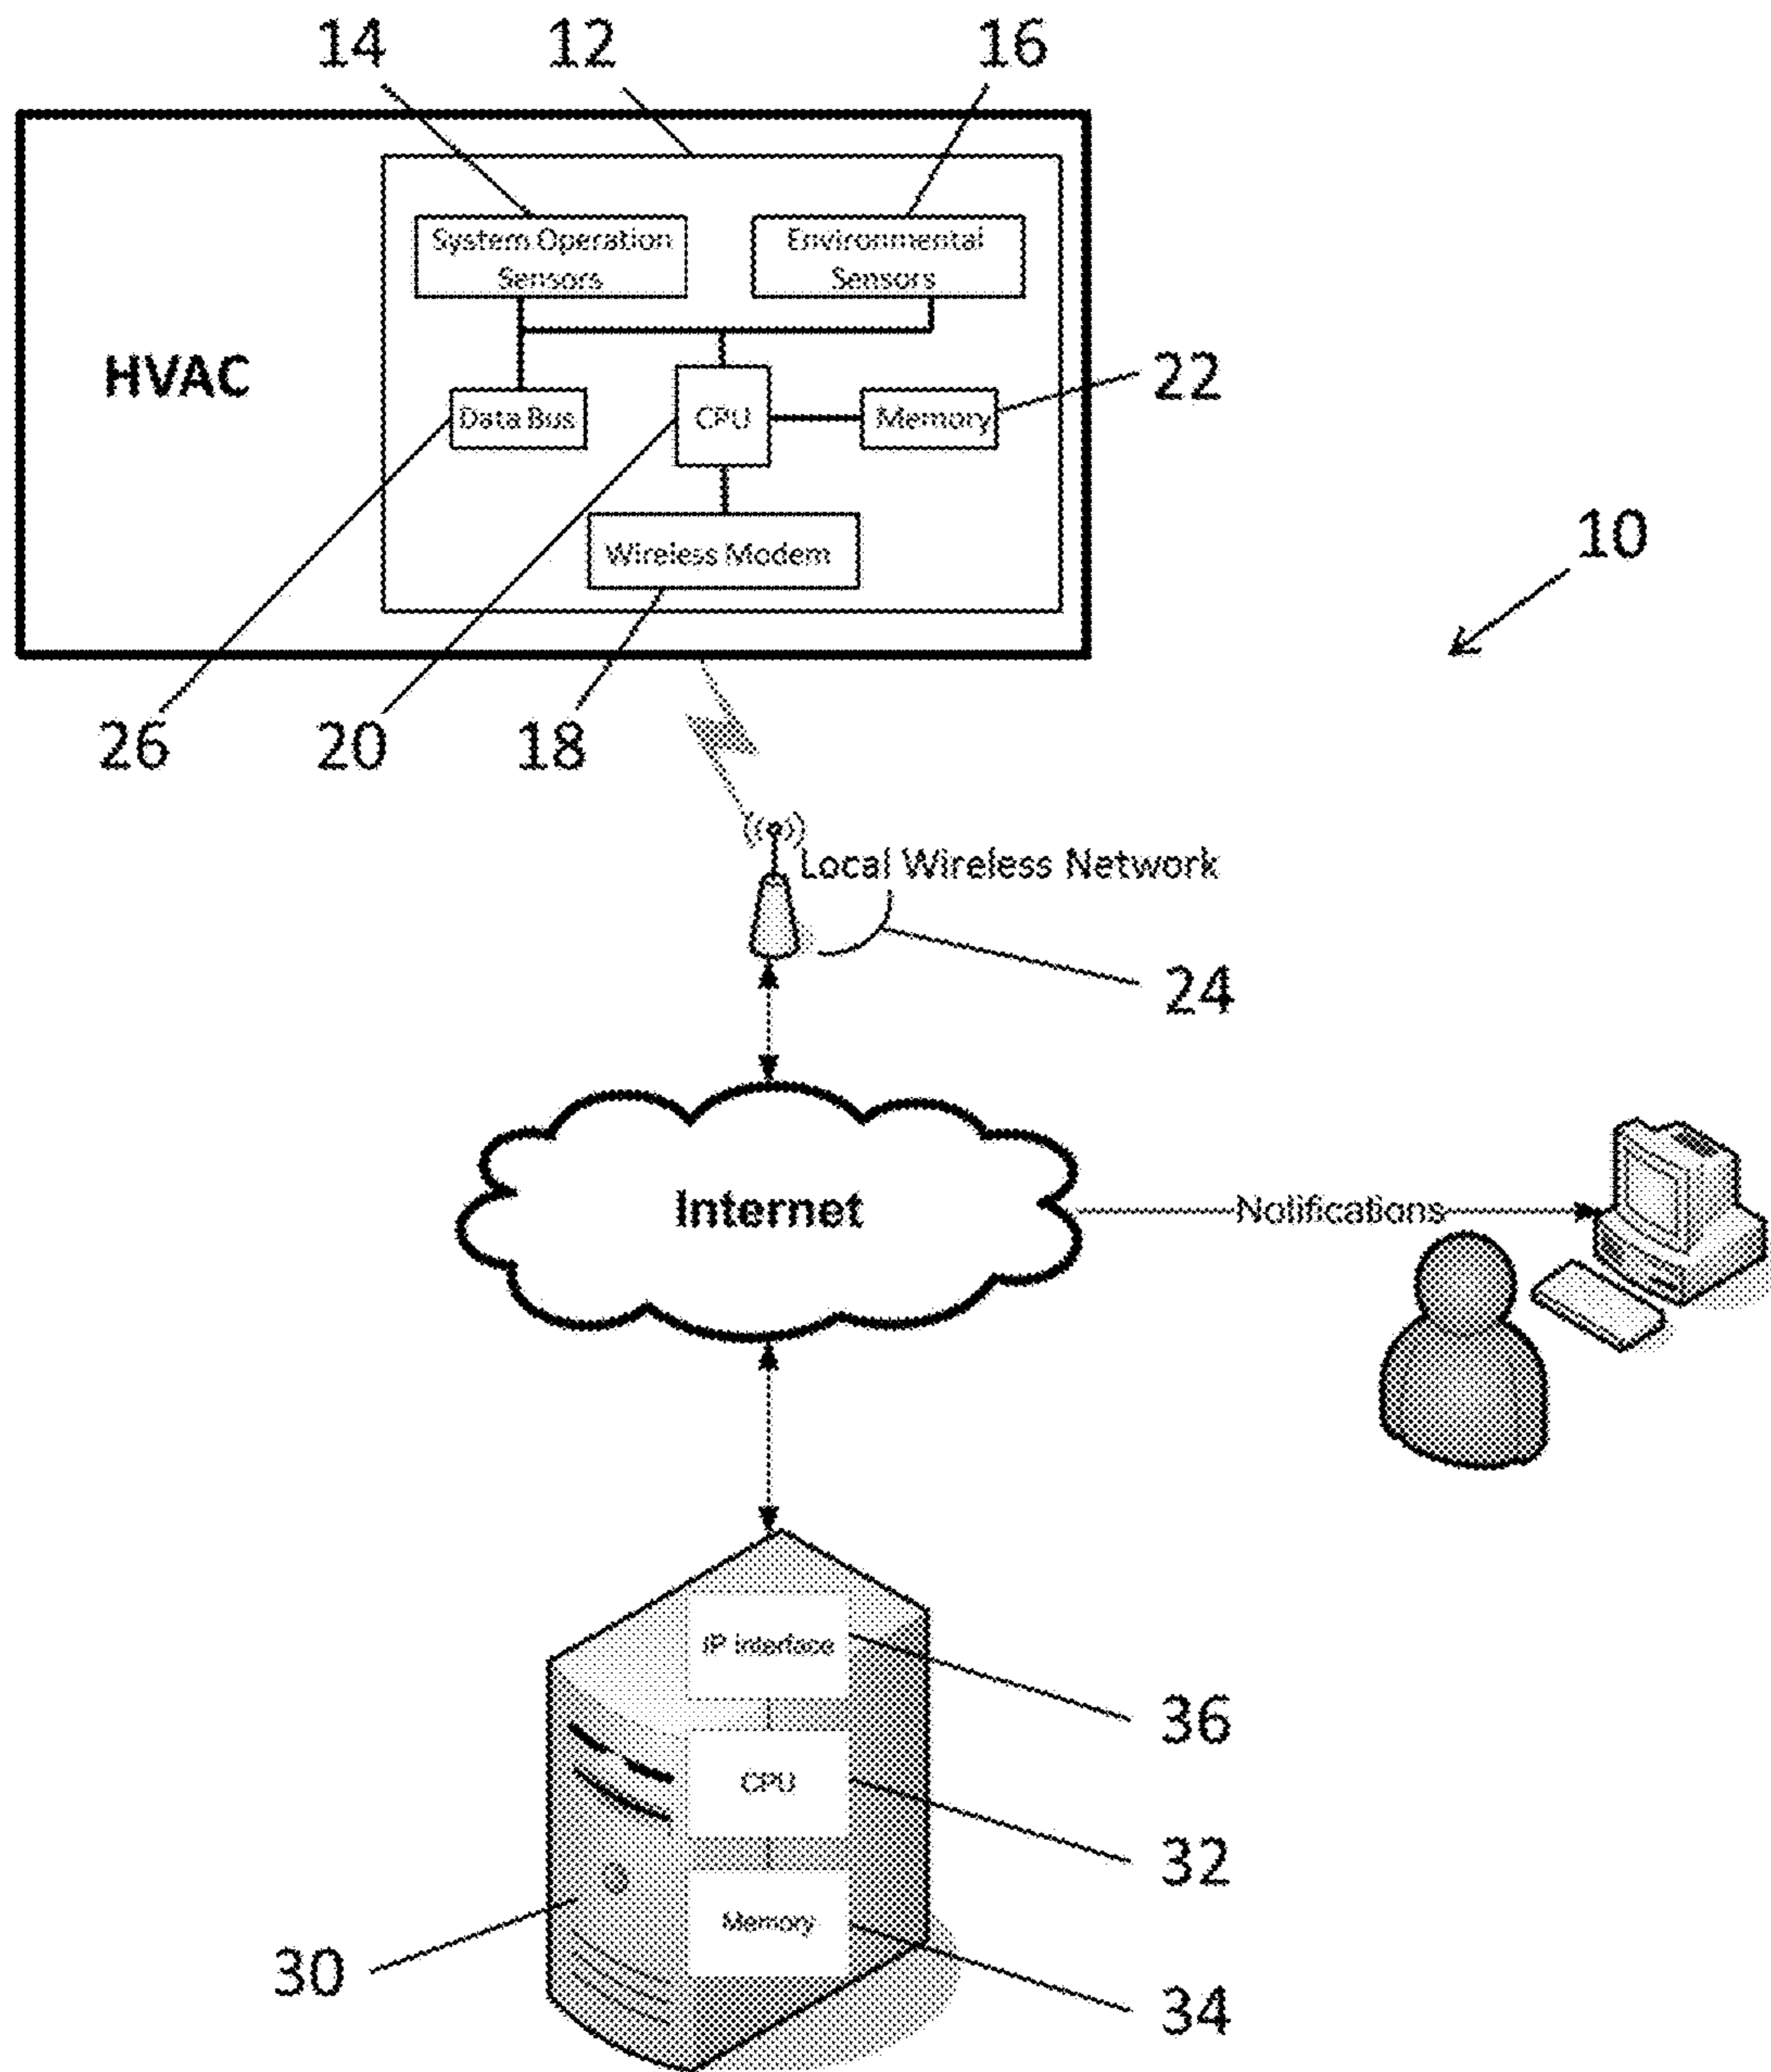 14
12
16
System Operation
Sensors
Environmental
Sensors
HVAC
22
Data Bus
CPU
Memory
10
Wireless Modem
26
20
18
Local Wireless Network
24
Internet
Notifications
IP interface
36
CPU
32
Memory
30
34